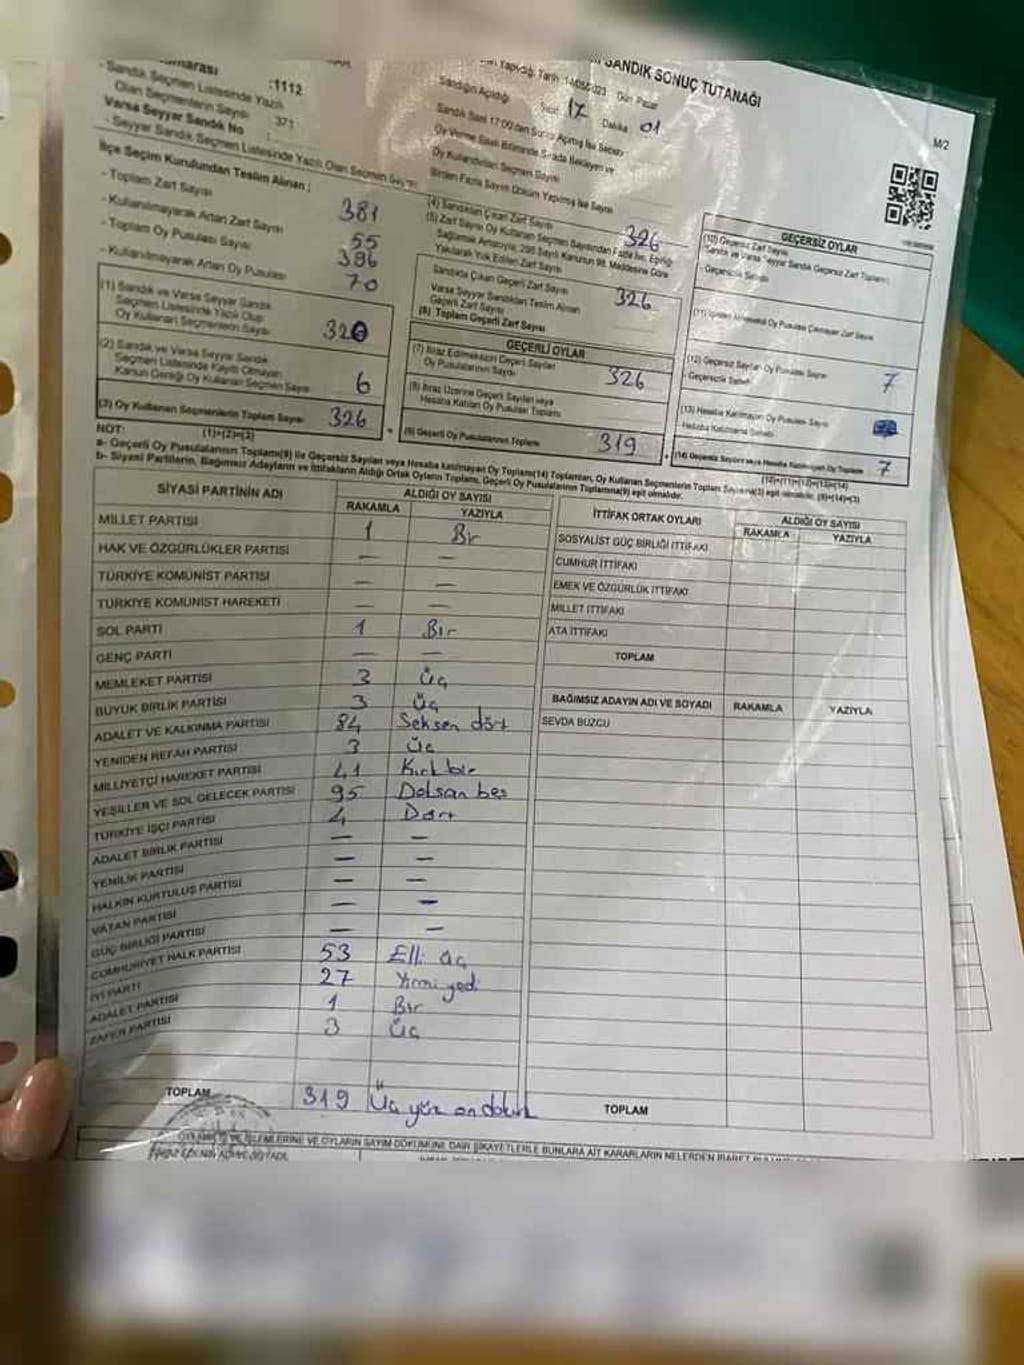 SANDIK SONUÇ TUTANAĞI
M/2
:1112
- Sandık Seçmen Listesinde Yazılı
Olan Seçmenlerin Sayısı : 371
Varsa Seyyar Sandık No :
- Seyyar Sandık Seçmen Listesinde Yazılı Olan Seçmen Sayısı
Tarih 14/05/2023 Gün Pazar
Sandığın Açıldığı Saat 17 Dakika 01
Sandık Saat 17:00'den Sonra Açılmış İse Sebebi :
Oy Verme Saati Bitiminde Sırada Bekleyen ve
Oy Kullandırılan Seçmen Sayısı
Birden Fazla Sayım Döküm Yapılmış İse Sayısı
İlçe Seçim Kurulundan Teslim Alınan ;
- Toplam Zarf Sayısı 381
- Kullanılmayarak Artan Zarf Sayısı 55
- Toplam Oy Pusulası Sayısı 396
- Kullanılmayarak Artan Oy Pusulası 70
(1) Sandık ve Varsa Seyyar Sandık
Seçmen Listesinde Yazılı Olup
Oy Kullanan Seçmenlerin Sayısı 320
(2) Sandık ve Varsa Seyyar Sandık
Seçmen Listesinde Kayıtlı Olmayan
Kanun Gereği Oy Kullanan Seçmen Sayısı 6
(3) Oy Kullanan Seçmenlerin Toplam Sayısı 326
(1)+(2)=(3)
(4) Sandıktan Çıkan Zarf Sayısı 326
(5) Zarf Sayısı Oy Kullanan Seçmen Sayısından Fazla İse, Eşitliği
Sağlamak Amacıyla, 298 Sayılı Kanunun 98. Maddesine Göre
Yakılarak Yok Edilen Zarf Sayısı
Sandıkta Çıkan Geçerli Zarf Sayısı 326
Varsa Seyyar Sandıktan Teslim Alınan
Geçerli Zarf Sayısı
(6) Toplam Geçerli Zarf Sayısı
GEÇERLİ OYLAR
(7) İtiraz Edilmeksizin Geçerli Sayılan
Oy Pusulalarının Sayısı 326
(8) İtiraz Üzerine Geçerli Sayılan veya
Hesaba Katılan Oy Pusulası Toplamı
(9) Geçerli Oy Pusulalarının Toplamı 319
GEÇERSİZ OYLAR
(10) Geçersiz Zarf Sayısı
Sandık ve Varsa Seyyar Sandık Geçersiz Zarf Toplamı
- Geçersizlik Sebebi
(11) İçinden Milletvekili Oy Pusulası Çıkmayan Zarf Sayısı
(12) Geçersiz Sayılan Oy Pusulası Sayısı 7
- Geçersizlik Sebebi
(13) Hesaba Katılmayan Oy Pusulası Sayısı
- Hesaba Katılmama Sebebi
(14) Geçersiz Sayılan veya Hesaba Katılmayan Oy Toplamı 7
(10)+(11)+(12)+(13)=(14)
NOT:
a- Geçerli Oy Pusulalarının Toplamı(9) ile Geçersiz Sayılan veya Hesaba Katılmayan Oy Toplamı(14) Toplamları, Oy Kullanan Seçmenlerin Toplam Sayısına(3) eşit olmalıdır. (9)+(14)=(3)
b- Siyasi Partilerin, Bağımsız Adayların ve İttifakların Aldığı Ortak Oyların Toplamı, Geçerli Oy Pusulalarının Toplamına(9) eşit olmalıdır.
SİYASİ PARTİNİN ADI
ALDIĞI OY SAYISI
RAKAMLA YAZIYLA
MİLLET PARTİSİ 1 Bir
HAK VE ÖZGÜRLÜKLER PARTİSİ — —
TÜRKİYE KOMÜNİST PARTİSİ — —
TÜRKİYE KOMÜNİST HAREKETİ — —
SOL PARTİ 1 Bir
GENÇ PARTİ — —
MEMLEKET PARTİSİ 3 Üç
BÜYÜK BİRLİK PARTİSİ 3 Üç
ADALET VE KALKINMA PARTİSİ 84 Seksen dört
YENİDEN REFAH PARTİSİ 3 Üç
MİLLİYETÇİ HAREKET PARTİSİ 41 Kırk bir
YEŞİLLER VE SOL GELECEK PARTİSİ 95 Doksan beş
TÜRKİYE İŞÇİ PARTİSİ 4 Dört
ADALET BİRLİK PARTİSİ — —
YENİLİK PARTİSİ — —
HALKIN KURTULUŞ PARTİSİ — —
VATAN PARTİSİ — —
GÜÇ BİRLİĞİ PARTİSİ — —
CUMHURİYET HALK PARTİSİ 53 Elli üç
İYİ PARTİ 27 Yirmi yedi
ADALET PARTİSİ 1 Bir
ZAFER PARTİSİ 3 Üç
TOPLAM 319 Üç yüz on dokuz
İTTİFAK ORTAK OYLARI
ALDIĞI OY SAYISI
RAKAMLA YAZIYLA
SOSYALİST GÜÇ BİRLİĞİ İTTİFAKI
CUMHUR İTTİFAKI
EMEK VE ÖZGÜRLÜK İTTİFAKI
MİLLET İTTİFAKI
ATA İTTİFAKI
TOPLAM
BAĞIMSIZ ADAYIN ADI VE SOYADI RAKAMLA YAZIYLA
SEVDA BUZCU
TOPLAM
İŞLEMLERİNE VE OYLARIN SAYIM DÖKÜMÜNE DAİR ŞİKAYETLERLE BUNLARA AİT KARARLARIN NELERDEN İBARET